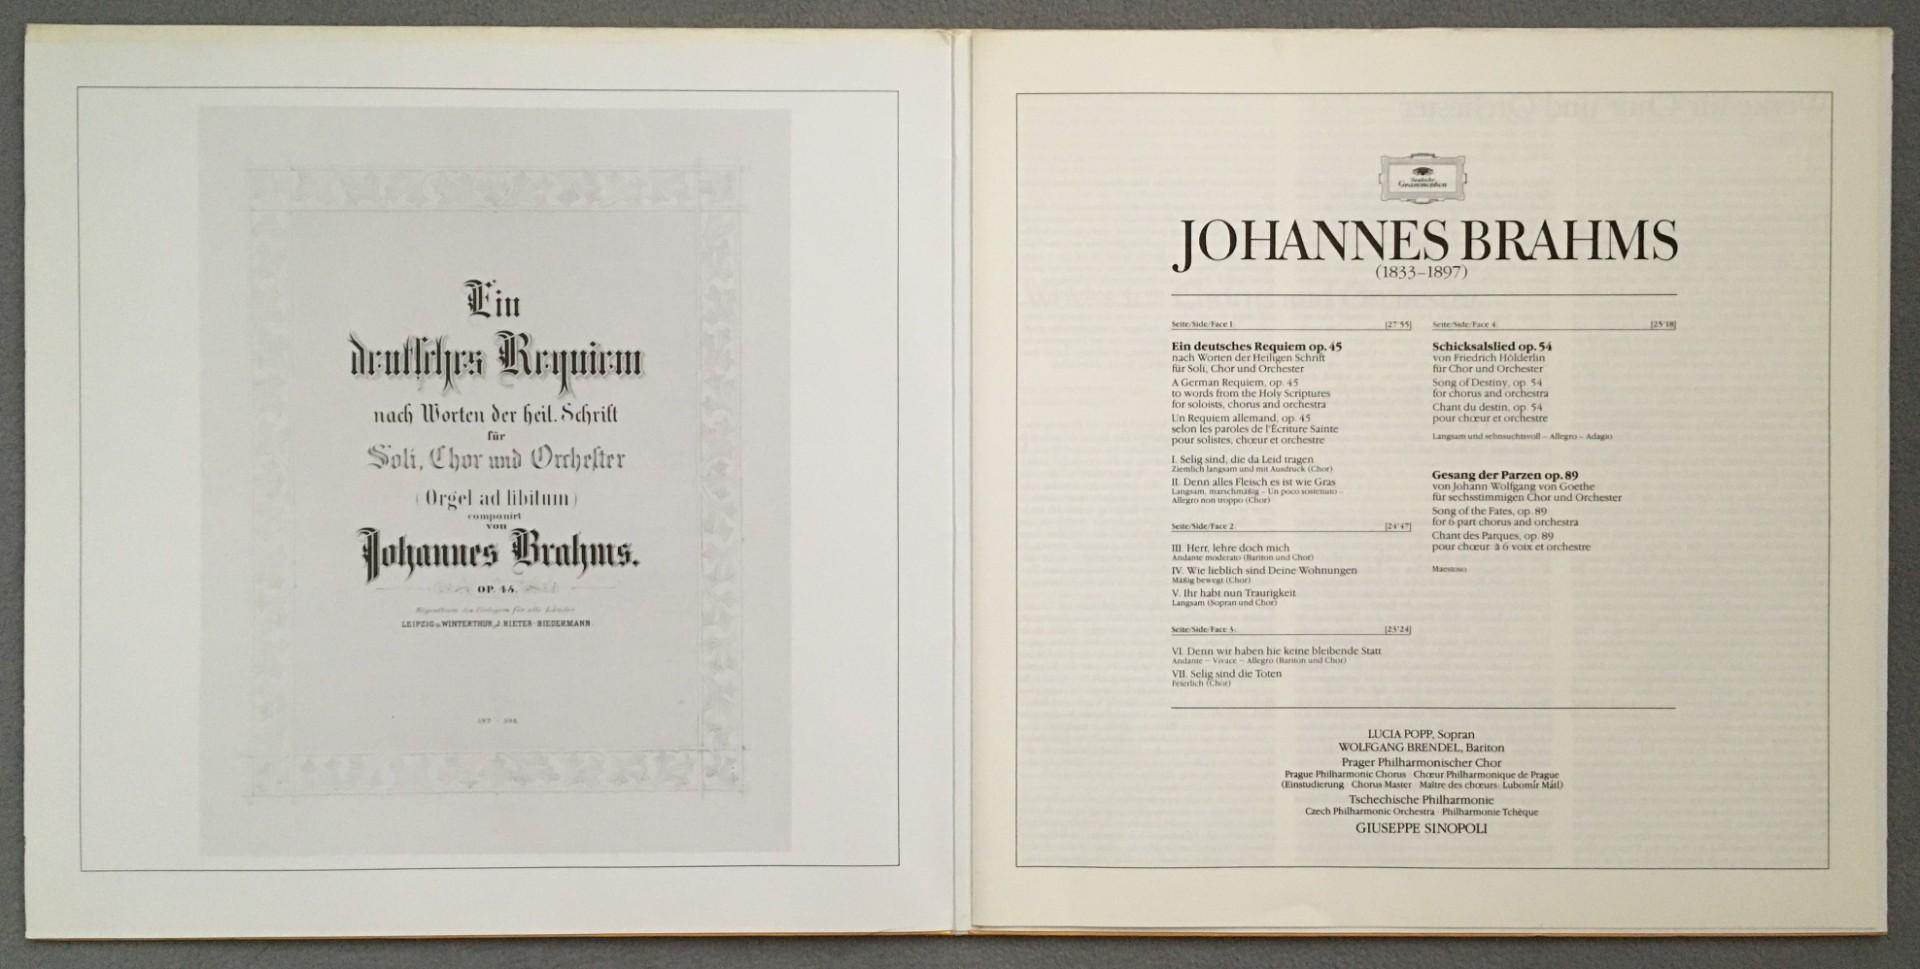 Ein
deutsches Requiem
nach Worten der heil. Schrift
für
Soli, Chor und Orchester
(Orgel ad libitum)
componirt
von
Johannes Brahms.
OP. 45.
Eigenthum des Verlegers für alle Länder
LEIPZIG u. WINTERTHUR, J. RIETER-BIEDERMANN.
Deutsche
Grammophon
JOHANNES BRAHMS
(1833–1897)
Seite/Side/Face 1: [27'55]
Ein deutsches Requiem op. 45
nach Worten der Heiligen Schrift
für Soli, Chor und Orchester
A German Requiem, op. 45
to words from the Holy Scriptures
for soloists, chorus and orchestra
Un Requiem allemand, op. 45
selon les paroles de l'Écriture Sainte
pour solistes, chœur et orchestre
I. Selig sind, die da Leid tragen
Ziemlich langsam und mit Ausdruck (Chor)
II. Denn alles Fleisch es ist wie Gras
Langsam, marschmäßig – Un poco sostenuto –
Allegro non troppo (Chor)
Seite/Side/Face 2: [24'47]
III. Herr, lehre doch mich
Andante moderato (Bariton und Chor)
IV. Wie lieblich sind Deine Wohnungen
Mäßig bewegt (Chor)
V. Ihr habt nun Traurigkeit
Langsam (Sopran und Chor)
Seite/Side/Face 3: [23'24]
VI. Denn wir haben hie keine bleibende Statt
Andante – Vivace – Allegro (Bariton und Chor)
VII. Selig sind die Toten
Feierlich (Chor)
Seite/Side/Face 4: [25'18]
Schicksalslied op. 54
von Friedrich Hölderlin
für Chor und Orchester
Song of Destiny, op. 54
for chorus and orchestra
Chant du destin, op. 54
pour chœur et orchestre
Langsam und sehnsuchtsvoll – Allegro – Adagio
Gesang der Parzen op. 89
von Johann Wolfgang von Goethe
für sechsstimmigen Chor und Orchester
Song of the Fates, op. 89
for 6 part chorus and orchestra
Chant des Parques, op. 89
pour chœur à 6 voix et orchestre
Maestoso
LUCIA POPP, Sopran
WOLFGANG BRENDEL, Bariton
Prager Philharmonischer Chor
Prague Philharmonic Chorus · Chœur Philharmonique de Prague
(Einstudierung · Chorus Master · Maître des chœurs: Lubomír Mátl)
Tschechische Philharmonie
Czech Philharmonic Orchestra · Philharmonie Tchèque
GIUSEPPE SINOPOLI